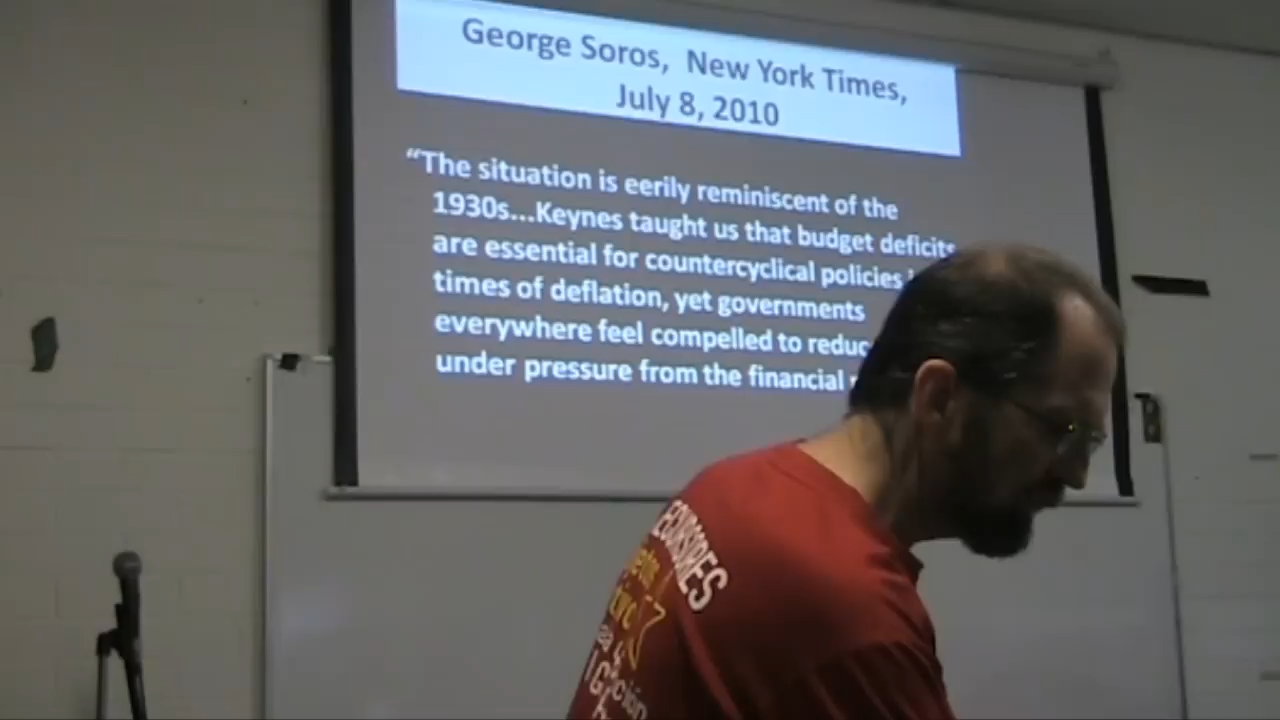 George Soros, New York Times,
July 8, 2010
“The situation is eerily reminiscent of the
1930s...Keynes taught us that budget deficits
are essential for countercyclical policies
times of deflation, yet governments
everywhere feel compelled to
under pressure from the financial